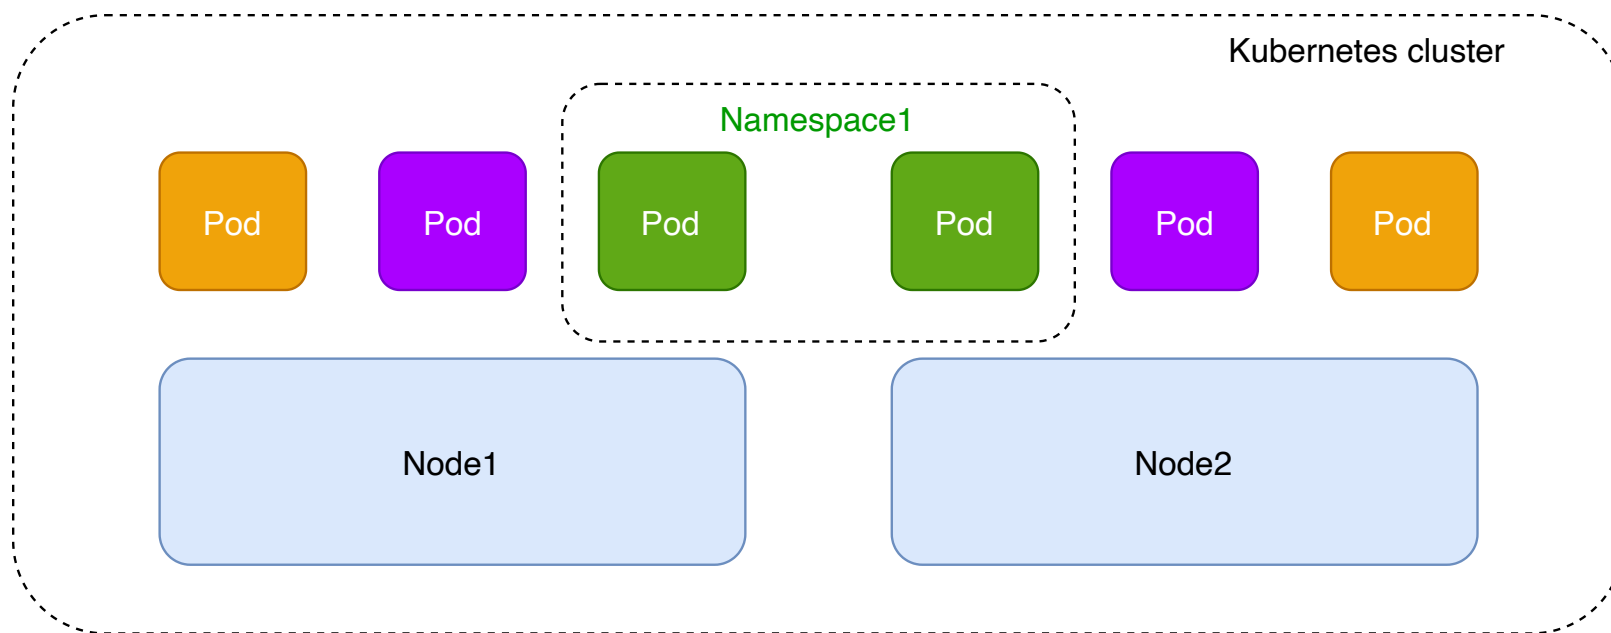 Kubernetes cluster
Namespace1
Pod
Pod
Pod
Pod
Pod
Pod
Node1
Node2